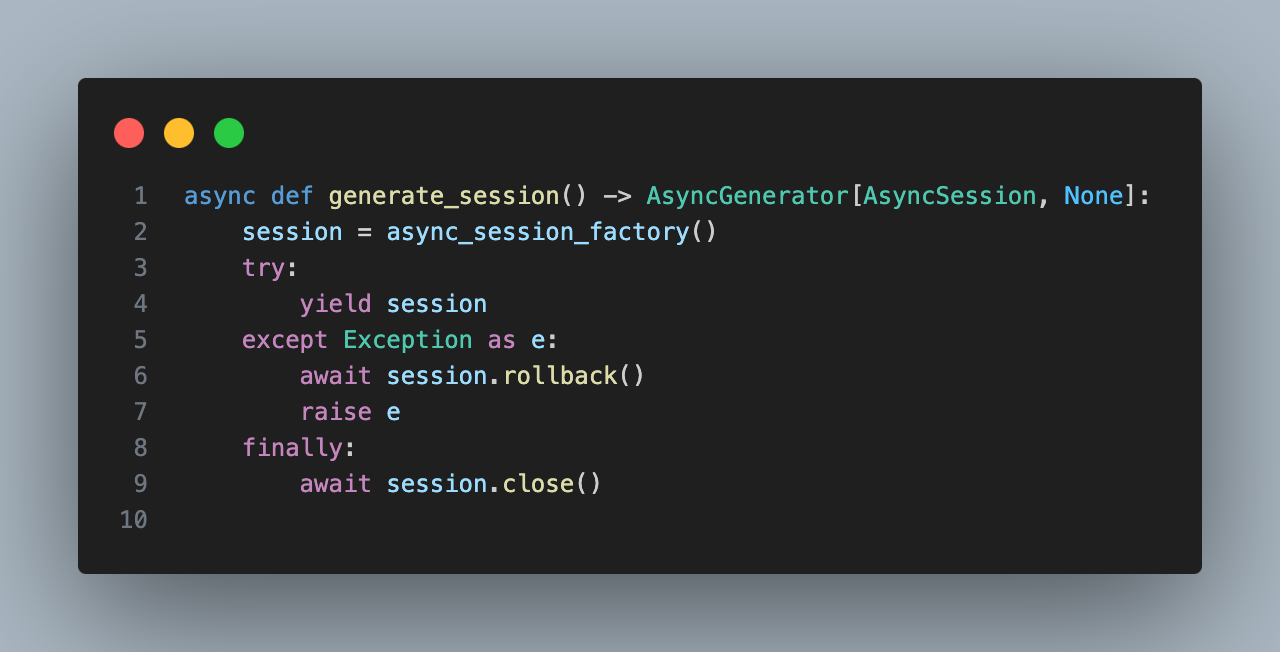 1 async def generate_session() -> AsyncGenerator[AsyncSession, None]:
2     session = async_session_factory()
3     try:
4         yield session
5     except Exception as e:
6         await session.rollback()
7         raise e
8     finally:
9         await session.close()
10